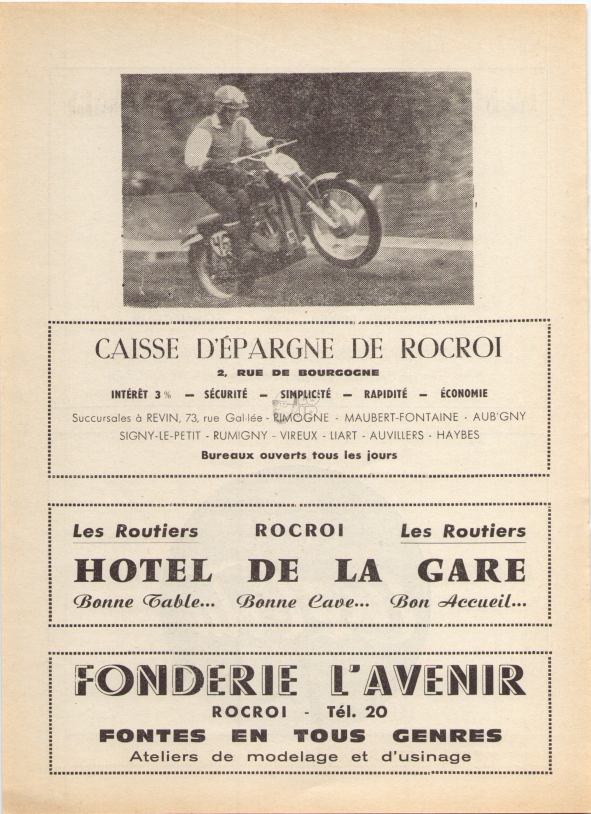 CAISSE D'ÉPARGNE DE ROCROI
2, RUE DE BOURGOGNE
INTÉRÊT 3 % — SÉCURITÉ — SIMPLICITÉ — RAPIDITÉ — ÉCONOMIE
Succursales à REVIN, 73, rue Galilée - RIMOGNE - MAUBERT-FONTAINE - AUB'GNY
SIGNY-LE-PETIT - RUMIGNY - VIREUX - LIART - AUVILLERS - HAYBES
Bureaux ouverts tous les jours
Les Routiers ROCROI Les Routiers
HOTEL DE LA GARE
Bonne Table... Bonne Cave... Bon Accueil...
FONDERIE L'AVENIR
ROCROI - Tél. 20
FONTES EN TOUS GENRES
Ateliers de modelage et d'usinage